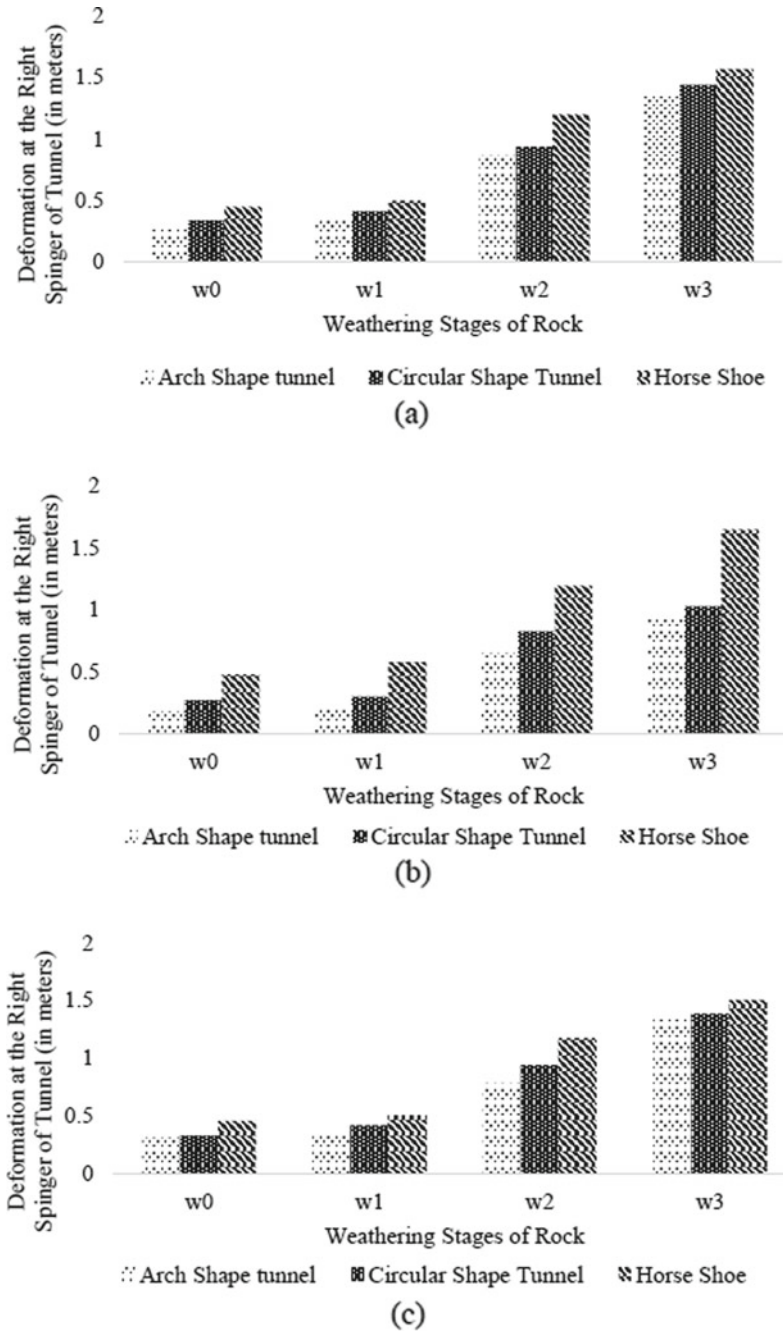 Deformation at the Right
Spinger of Tunnel (in meters)
2
1.5
1
0.5
0
w0 w1 w2 w3
Weathering Stages of Rock
Arch Shape tunnel Circular Shape Tunnel Horse Shoe
(a)
Deformation at the Right
Spinger of Tunnel (in meters)
2
1.5
1
0.5
0
w0 w1 w2 w3
Weathering Stages of Rock
Arch Shape tunnel Circular Shape Tunnel Horse Shoe
(b)
Deformation at the Right
Spinger of Tunnel (in meters)
2
1.5
1
0.5
0
w0 w1 w2 w3
Weathering Stages of Rock
Arch Shape tunnel Circular Shape Tunnel Horse Shoe
(c)